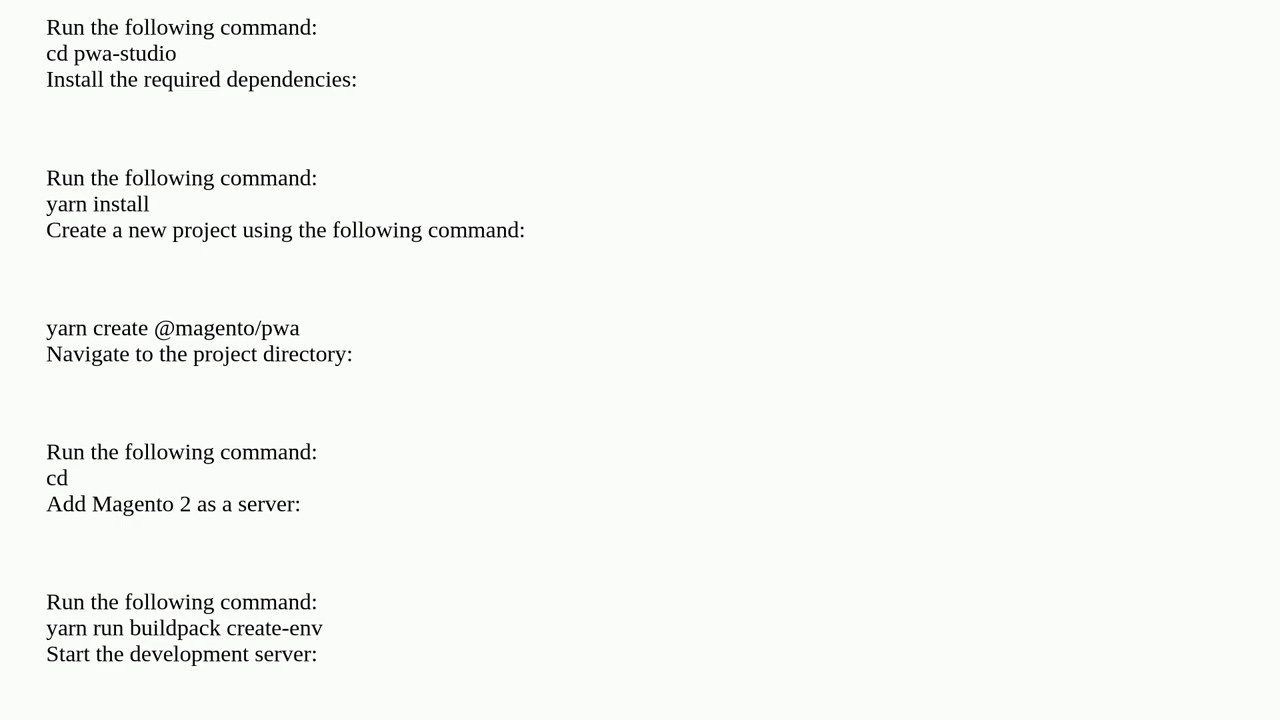 Run the following command:
cd pwa-studio
Install the required dependencies:
Run the following command:
yarn install
Create a new project using the following command:
yarn create @magento/pwa
Navigate to the project directory:
Run the following command:
cd
Add Magento 2 as a server:
Run the following command:
yarn run buildpack create-env
Start the development server: